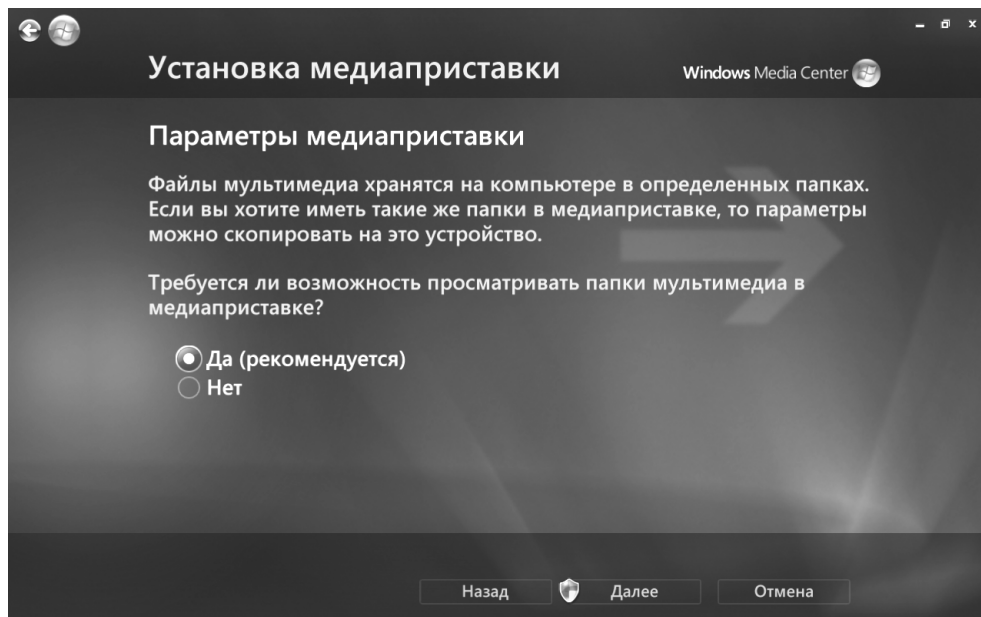 Установка медиаприставки
Windows Media Center
Параметры медиаприставки
Файлы мультимедиа хранятся на компьютере в определенных папках.
Если вы хотите иметь такие же папки в медиаприставке, то параметры
можно скопировать на это устройство.
Требуется ли возможность просматривать папки мультимедиа в
медиаприставке?
Да (рекомендуется)
Нет
Назад
Далее
Отмена